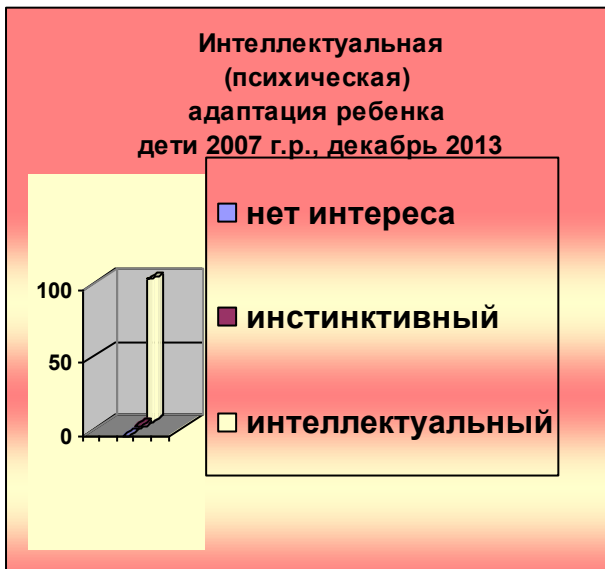 Интеллектуальная
(психическая)
адаптация ребенка
дети 2007 г.р., декабрь 2013
нет интереса
инстинктивный
интеллектуальный
100
50
0